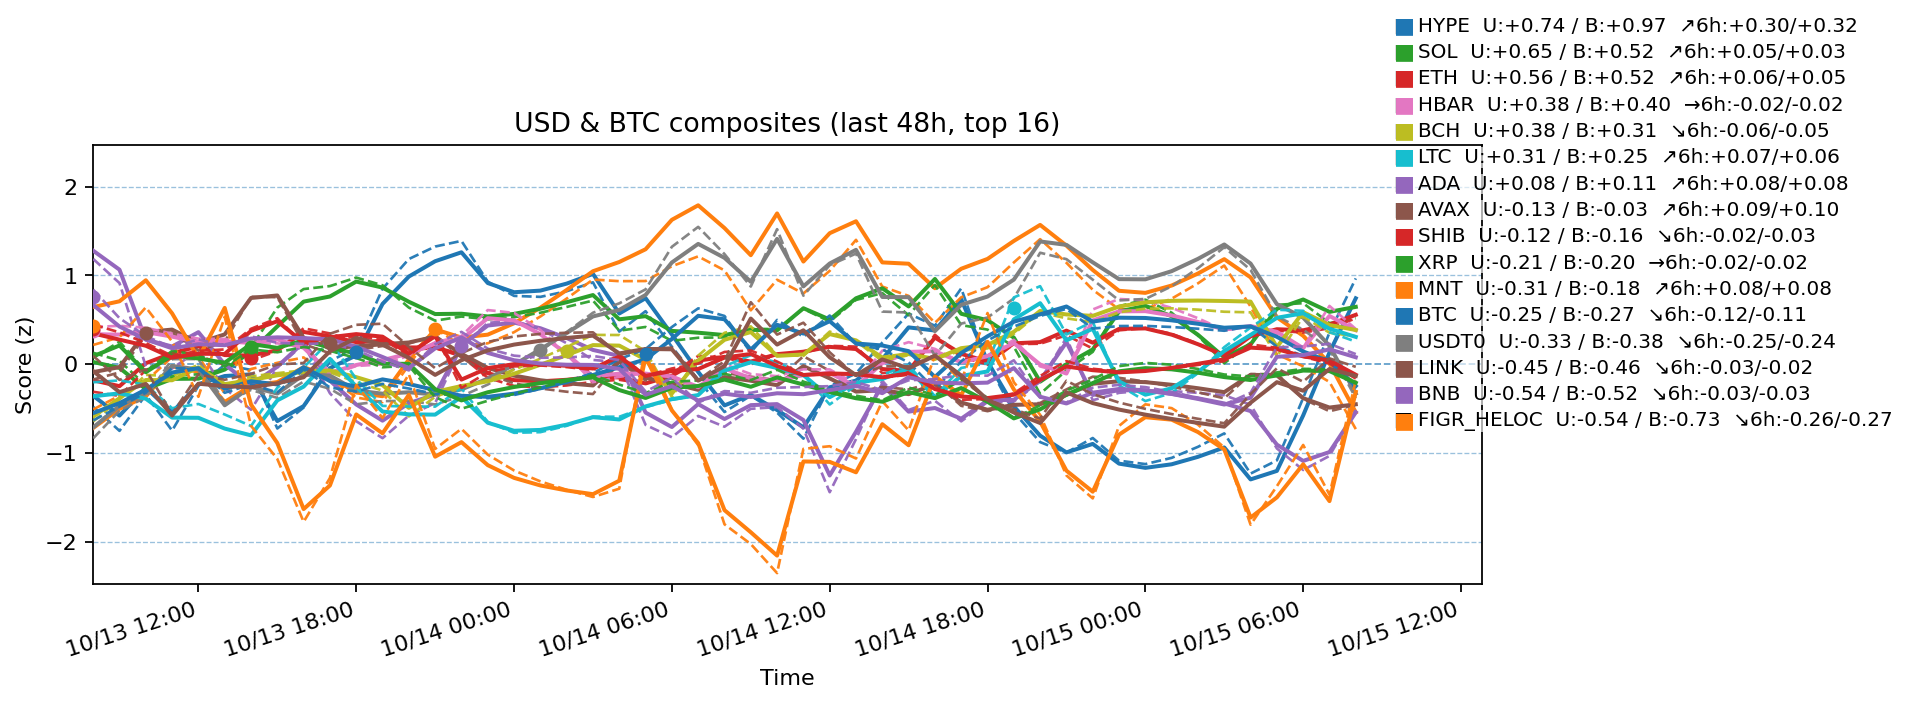 HYPE  U:+0.74 / B:+0.97  ↗6h:+0.30/+0.32
SOL  U:+0.65 / B:+0.52  ↗6h:+0.05/+0.03
ETH  U:+0.56 / B:+0.52  ↗6h:+0.06/+0.05
HBAR  U:+0.38 / B:+0.40  →6h:-0.02/-0.02
BCH  U:+0.38 / B:+0.31  ↘6h:-0.06/-0.05
LTC  U:+0.31 / B:+0.25  ↗6h:+0.07/+0.06
ADA  U:+0.08 / B:+0.11  ↗6h:+0.08/+0.08
AVAX  U:-0.13 / B:-0.03  ↗6h:+0.09/+0.10
SHIB  U:-0.12 / B:-0.16  ↘6h:-0.02/-0.03
XRP  U:-0.21 / B:-0.20  →6h:-0.02/-0.02
MNT  U:-0.31 / B:-0.18  ↗6h:+0.08/+0.08
BTC  U:-0.25 / B:-0.27  ↘6h:-0.12/-0.11
USDT0  U:-0.33 / B:-0.38  ↘6h:-0.25/-0.24
LINK  U:-0.45 / B:-0.46  ↘6h:-0.03/-0.02
BNB  U:-0.54 / B:-0.52  ↘6h:-0.03/-0.03
FIGR_HELOC  U:-0.54 / B:-0.73  ↘6h:-0.26/-0.27
USD & BTC composites (last 48h, top 16)
Score (z)
2
1
0
−1
−2
10/13 12:00
10/13 18:00
10/14 00:00
10/14 06:00
10/14 12:00
10/14 18:00
10/15 00:00
10/15 06:00
10/15 12:00
Time